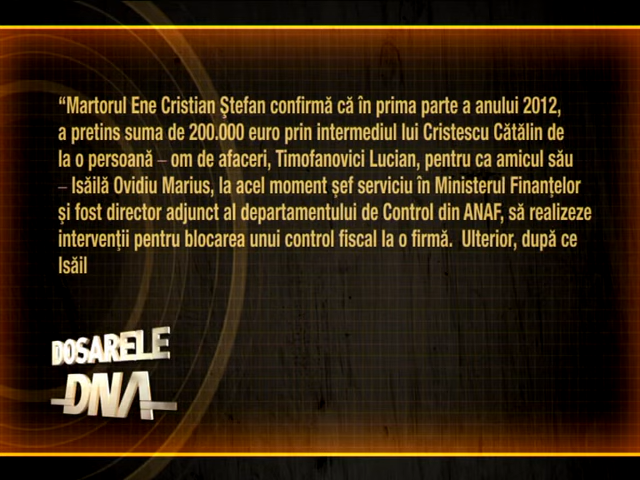 “Martorul Ene Cristian Ştefan confirmă că în prima parte a anului 2012,
a pretins suma de 200.000 euro prin intermediul lui Cristescu Cătălin de
la o persoană – om de afaceri, Timofanovici Lucian, pentru ca amicul său
– Isăilă Ovidiu Marius, la acel moment şef serviciu în Ministerul Finanţelor
şi fost director adjunct al departamentului de Control din ANAF, să realizeze
intervenţii pentru blocarea unui control fiscal la o firmă.  Ulterior, după ce
Isăil
DOSARELE
DNA